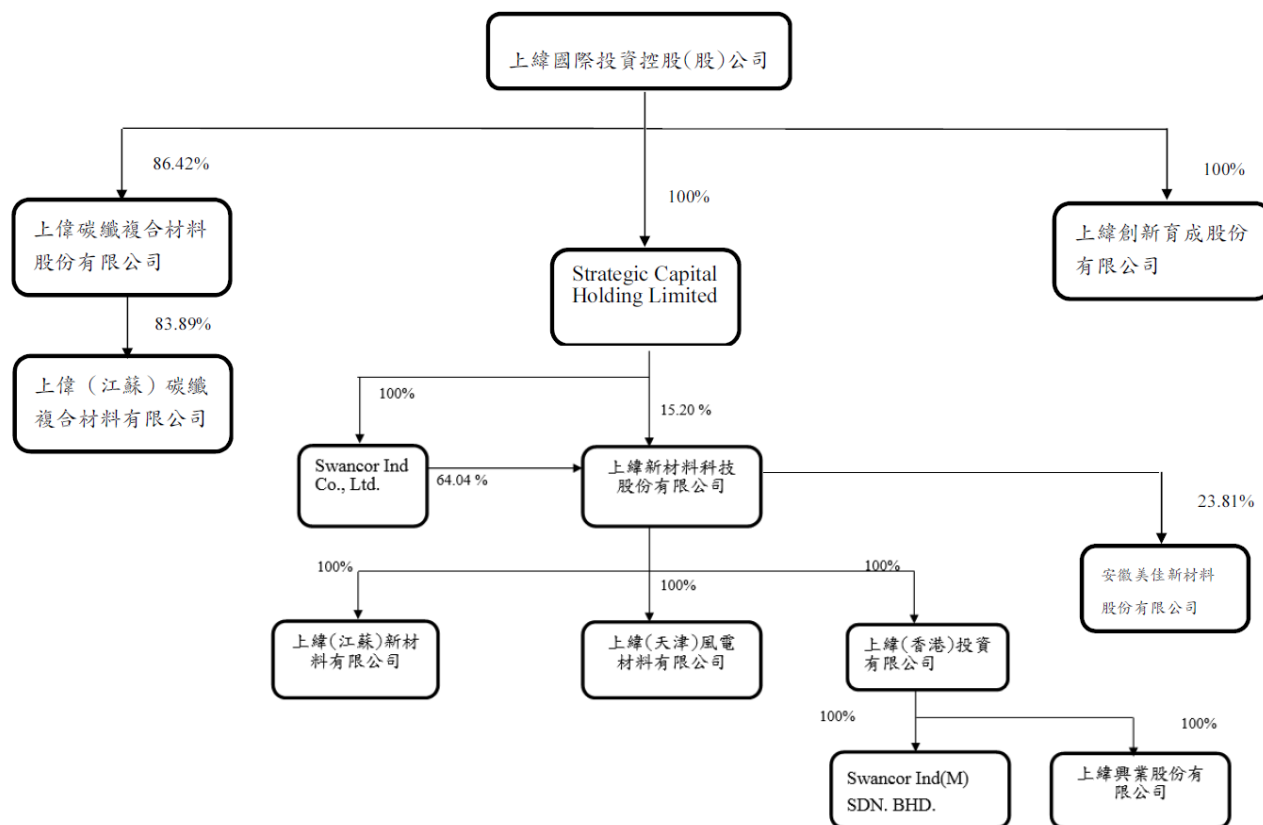 上緯國際投資控股(股)公司
86.42%
100%
100%
上偉碳纖複合材料
股份有限公司
Strategic Capital
Holding Limited
上緯創新育成股份
有限公司
83.89%
上偉（江蘇）碳纖
複合材料有限公司
100%
15.20 %
Swancor Ind
Co., Ltd.
64.04 %
上緯新材料科技
股份有限公司
23.81%
安徽美佳新材料
股份有限公司
100%
100%
100%
上緯(江蘇)新材
料有限公司
上緯(天津)風電
材料有限公司
上緯(香港)投資
有限公司
100%
100%
Swancor Ind(M)
SDN. BHD.
上緯興業股份有
限公司